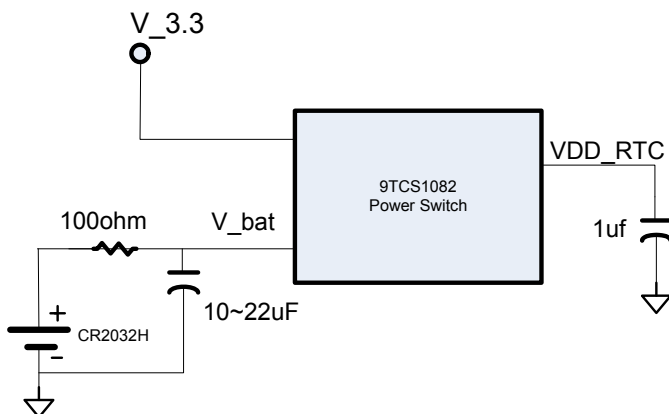 V_3.3
9TCS1082
Power Switch
VDD_RTC
100ohm
V_bat
1uf
10~22uF
+
CR2032H
-